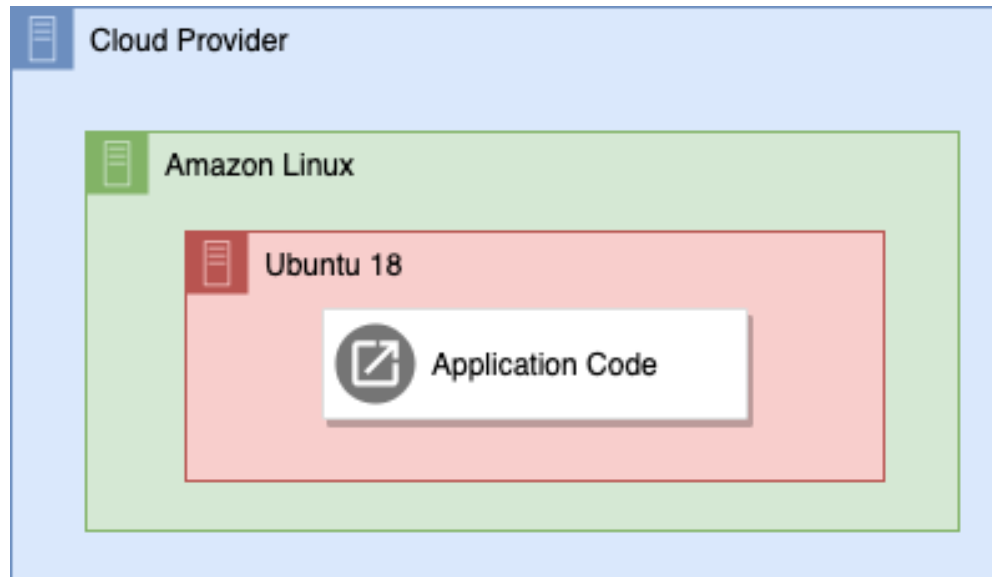 Cloud Provider
Amazon Linux
Ubuntu 18
Application Code